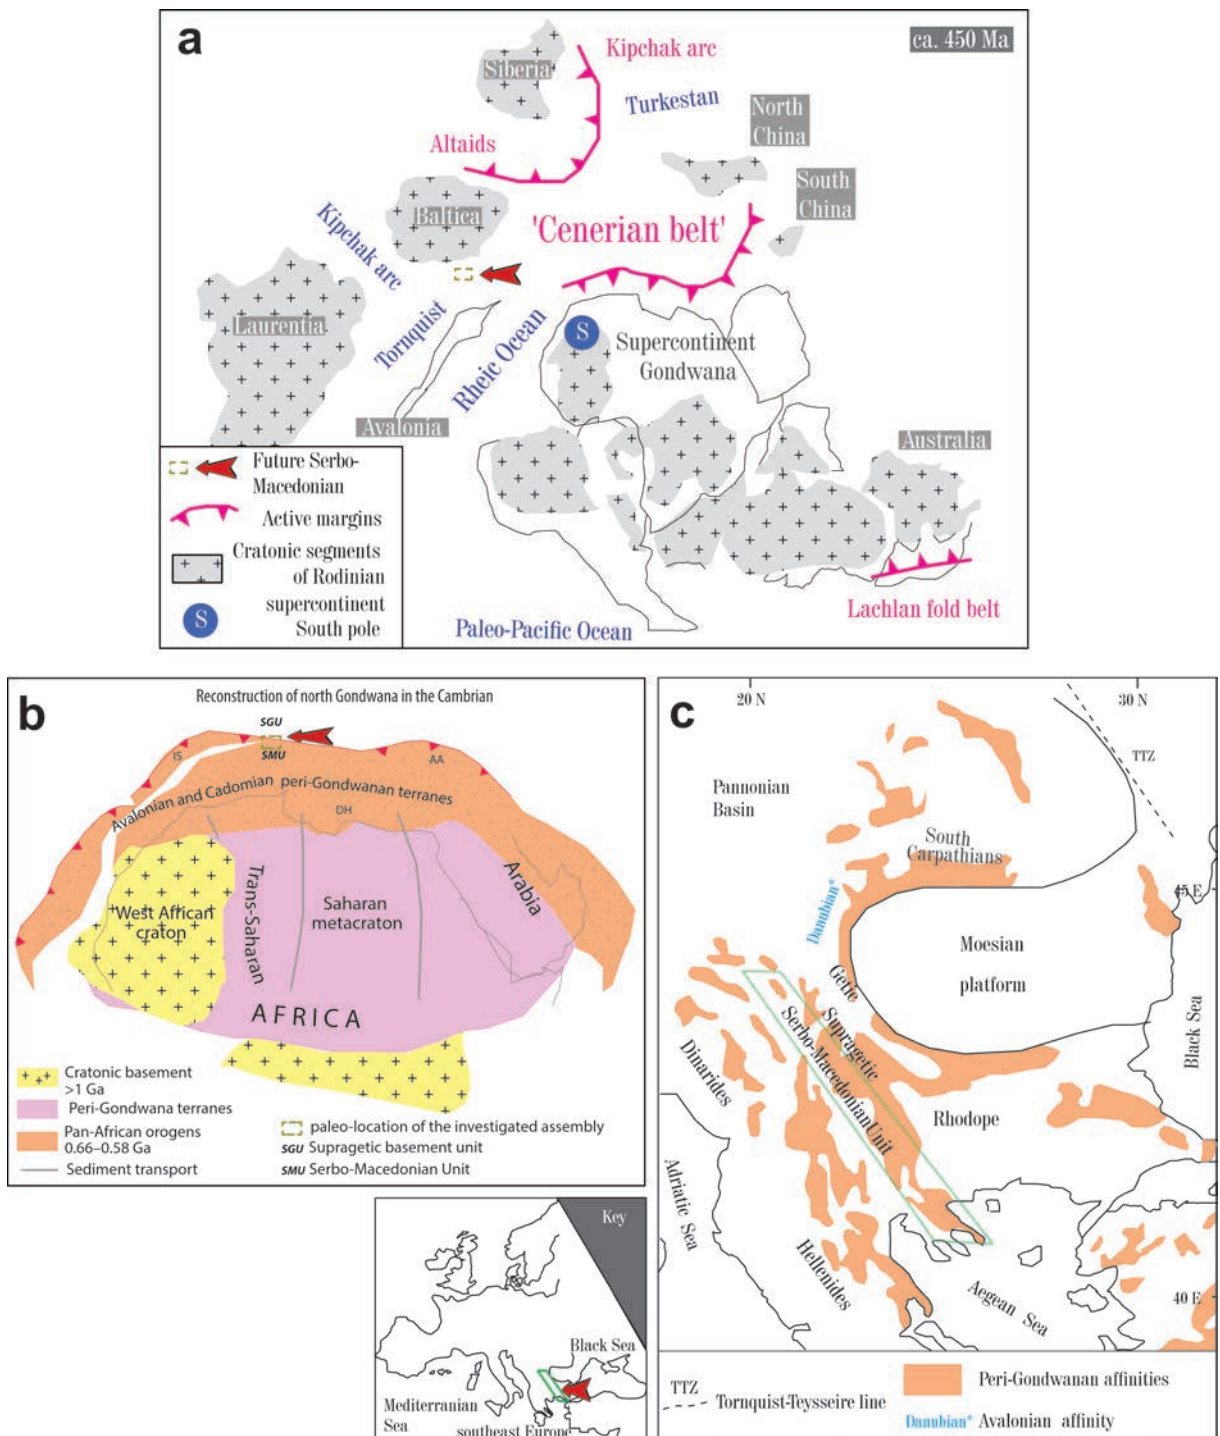 a
ca. 450 Ma
Kipchak arc
Siberia
Turkestan
North
China
Altaids
South
China
Baltica
'Cenerian belt'
Kipchak arc
Laurentia
Tornquist
Rheic Ocean
S
Supercontinent
Gondwana
Avalonia
Australia
Future Serbo-
Macedonian
Active margins
Cratonic segments
of Rodinian
supercontinent
S
South pole
Lachlan fold belt
Paleo-Pacific Ocean
b
Reconstruction of north Gondwana in the Cambrian
SGU
SMU
IS
AA
Avalonian and Cadomian peri-Gondwanan terranes
DH
West African
craton
Trans-Saharan
Saharan
metacraton
Arabia
AFRICA
Cratonic basement
>1 Ga
Peri-Gondwana terranes
Pan-African orogens
0.66–0.58 Ga
Sediment transport
paleo-location of the investigated assembly
SGU Supragetic basement unit
SMU Serbo-Macedonian Unit
Key
Black Sea
Mediterranean
Sea
southeast Europe
c
20 N
30 N
TTZ
Pannonian
Basin
South
Carpathians
45 E
Danubian*
Moesian
platform
Getic
Supragetic
Serbo-Macedonian Unit
Black Sea
Dinarides
Rhodope
Adriatic Sea
Hellenides
Aegean Sea
40 E
TTZ
Tornquist-Teysseire line
Peri-Gondwanan affinities
Danubian* Avalonian affinity